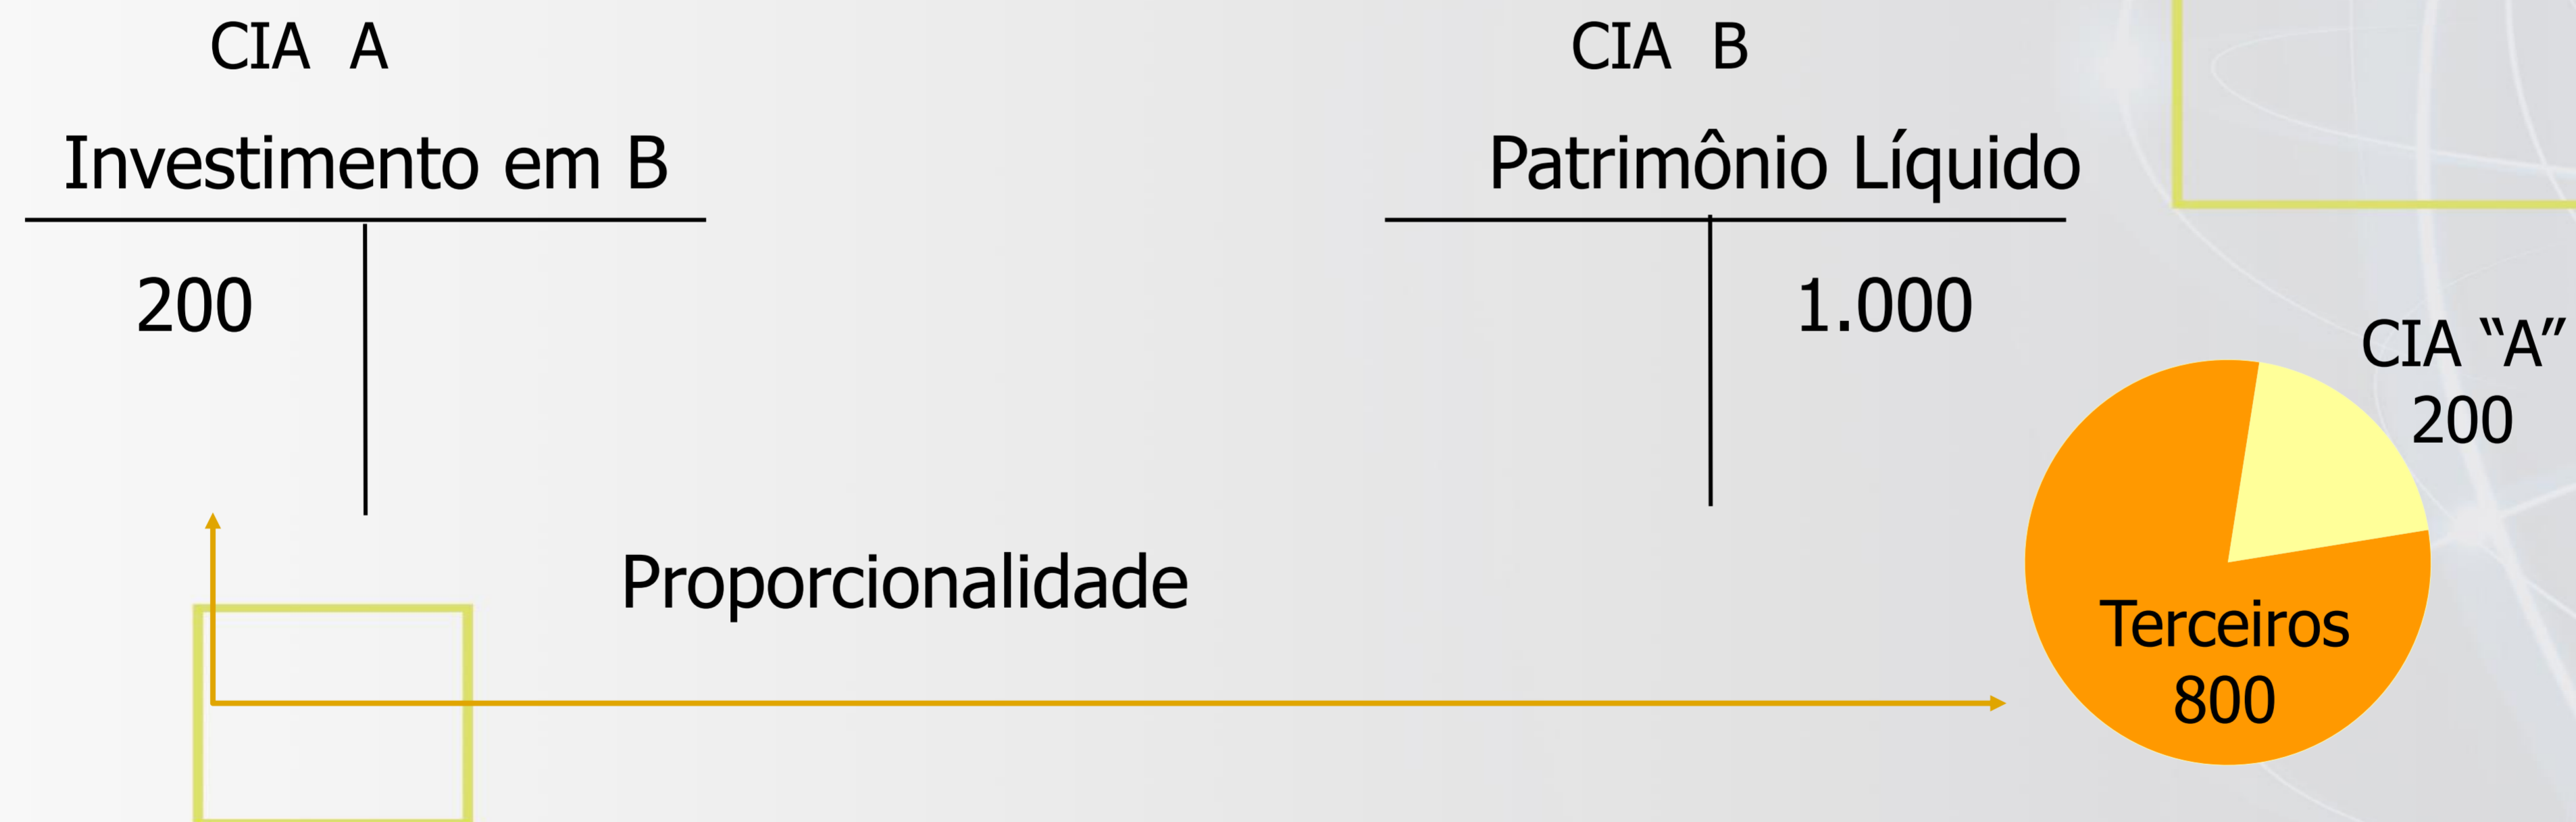 CIA A
Investimento em B
200
CIA B
Patrimônio Líquido
1.000
Proporcionalidade
CIA “A”
200
Terceiros
800